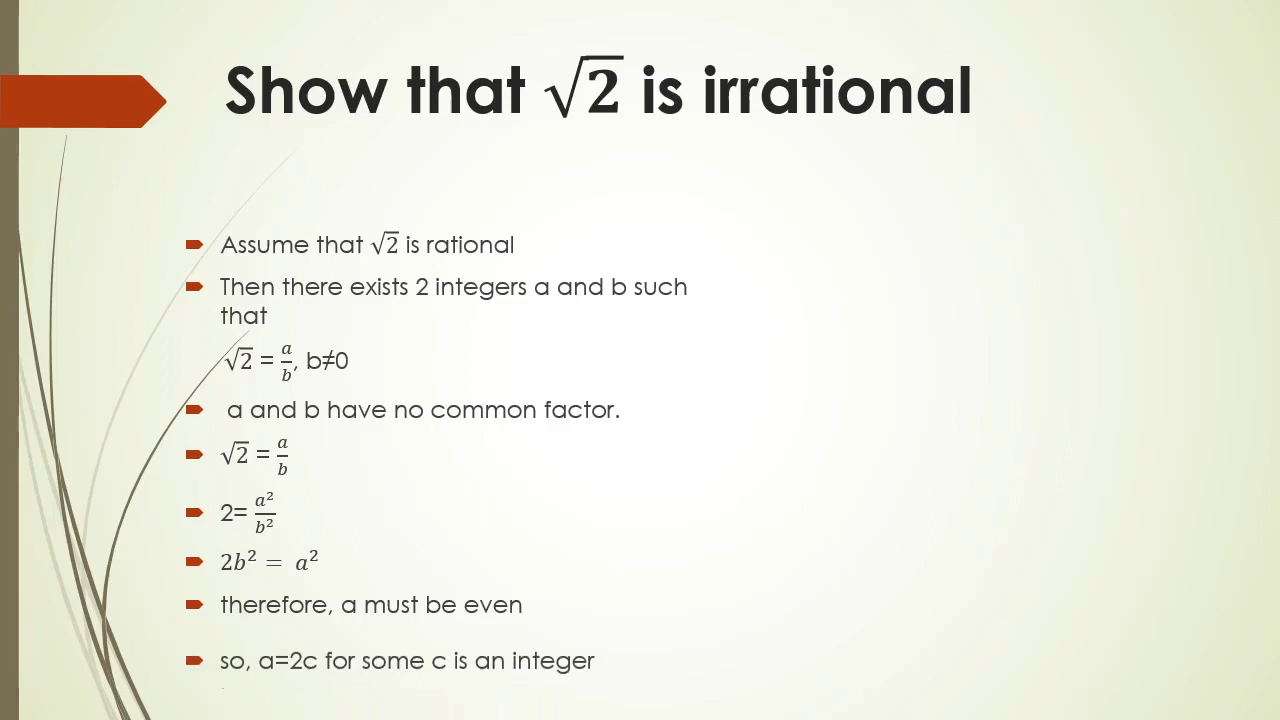 Show that √2 is irrational
Assume that √2 is rational
Then there exists 2 integers a and b such
that
√2 = a/b, b≠0
a and b have no common factor.
√2 = a/b
2= a²/b²
2b² = a²
therefore, a must be even
so, a=2c for some c is an integer